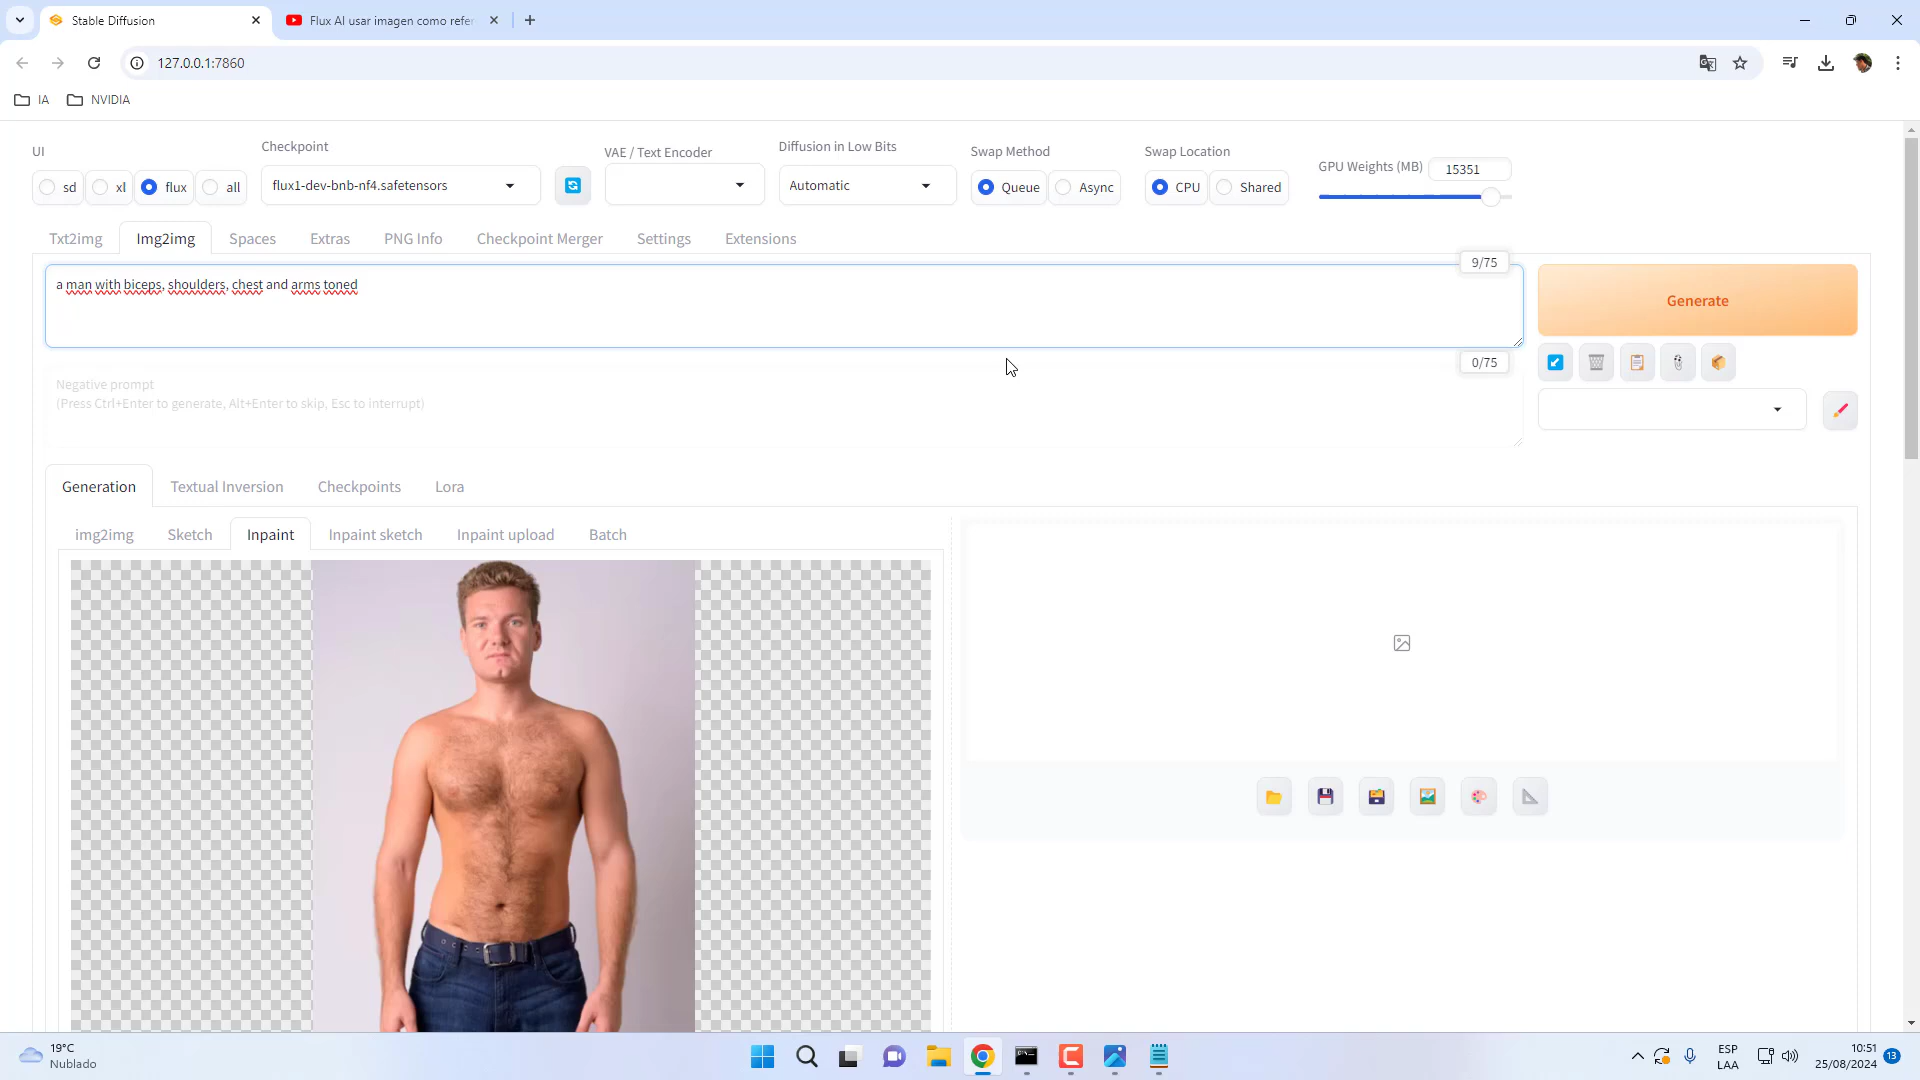 Stable Diffusion
Flux AI usar imagen como refer
127.0.0.1:7860
IA
NVIDIA
UI
Checkpoint
VAE / Text Encoder
Diffusion in Low Bits
Swap Method
Swap Location
GPU Weights (MB)
15351
sd
xl
flux
all
flux1-dev-bnb-nf4.safetensors
Automatic
Queue
Async
CPU
Shared
Txt2img
Img2img
Spaces
Extras
PNG Info
Checkpoint Merger
Settings
Extensions
9/75
a man with biceps, shoulders, chest and arms toned
Generate
0/75
Negative prompt
(Press Ctrl+Enter to generate, Alt+Enter to skip, Esc to interrupt)
Generation
Textual Inversion
Checkpoints
Lora
img2img
Sketch
Inpaint
Inpaint sketch
Inpaint upload
Batch
19°C
Nublado
ESP
LAA
10:51
25/08/2024
13